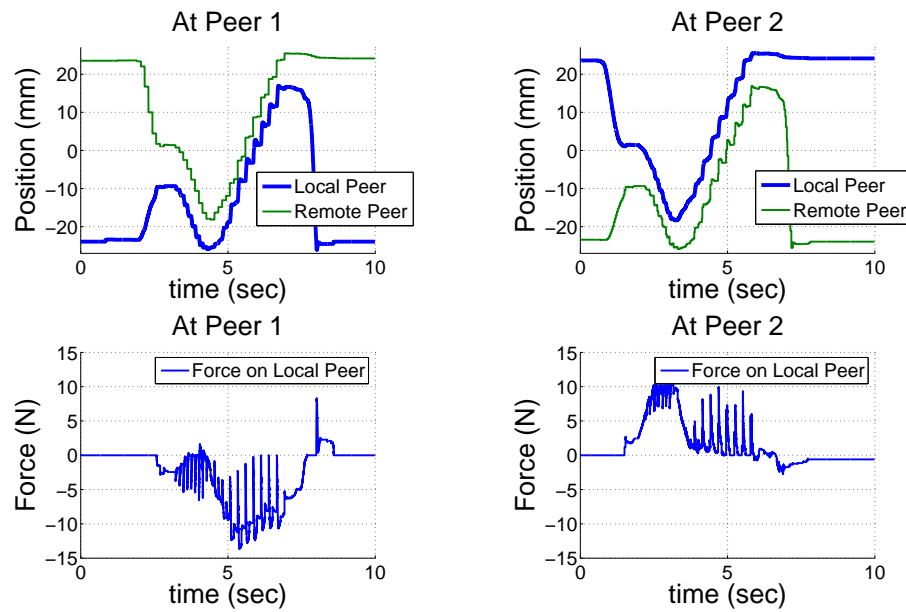 At Peer 1
Position (mm)
20
10
0
−10
−20
Local Peer
Remote Peer
0
5
10
time (sec)
At Peer 2
Position (mm)
20
10
0
−10
−20
Local Peer
Remote Peer
0
5
10
time (sec)
At Peer 1
Force (N)
15
10
5
0
−5
−10
−15
Force on Local Peer
0
5
10
time (sec)
At Peer 2
Force (N)
15
10
5
0
−5
−10
−15
Force on Local Peer
0
5
10
time (sec)